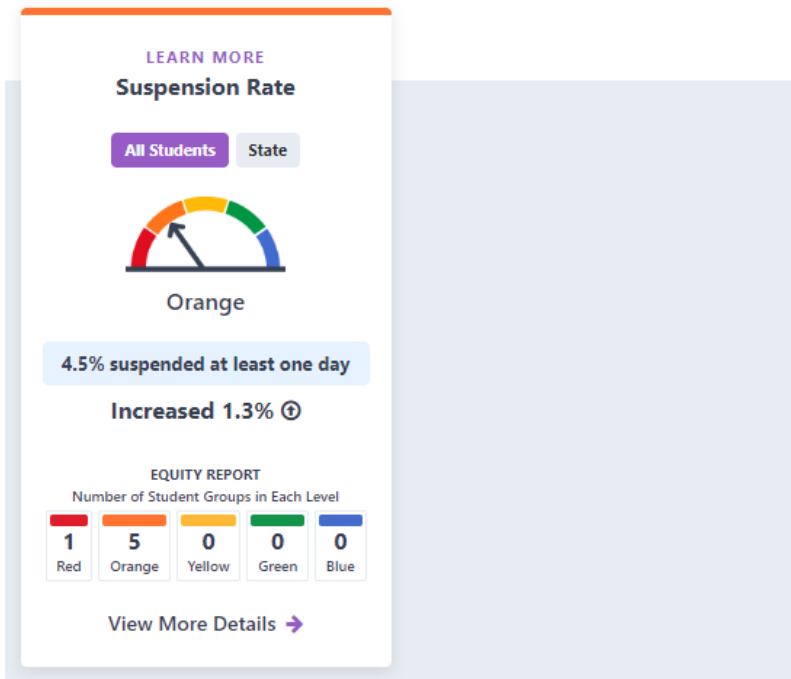 LEARN MORE
Suspension Rate
All Students State
Orange
4.5% suspended at least one day
Increased 1.3%
EQUITY REPORT
Number of Student Groups in Each Level
1 5 0 0 0
Red Orange Yellow Green Blue
View More Details